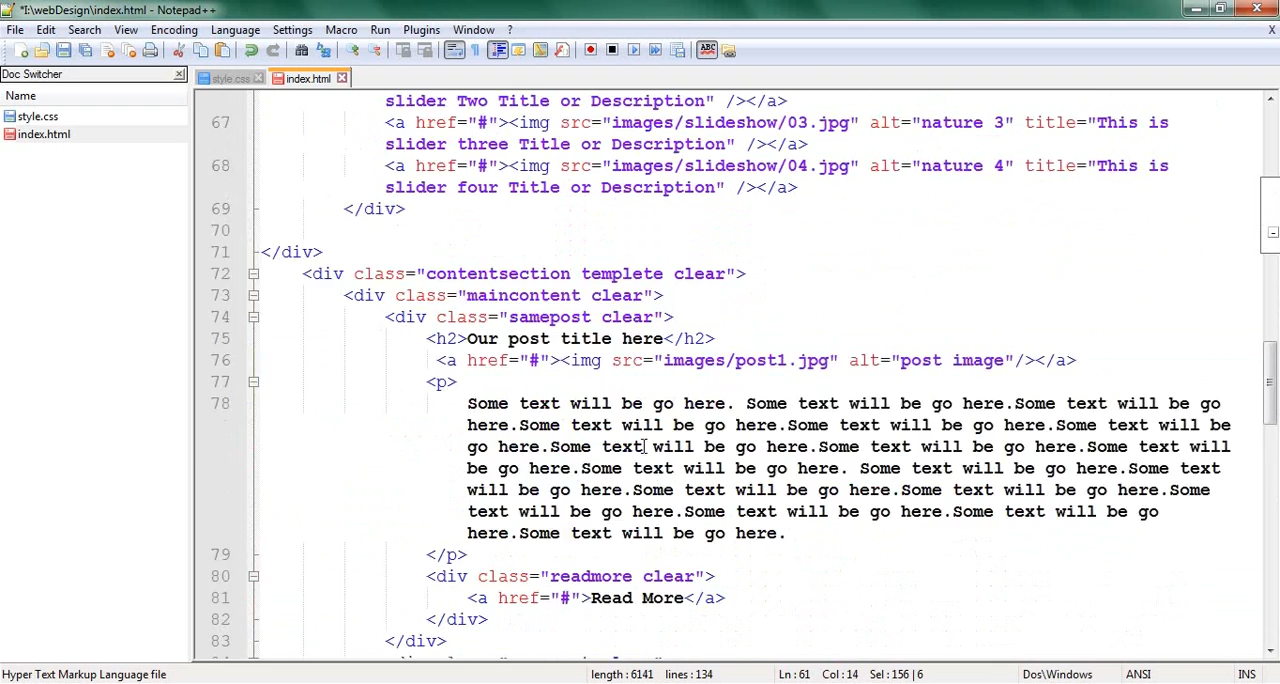 *I:\webDesign\index.html - Notepad++
File Edit Search View Encoding Language Settings Macro Run Plugins Window ? X
ABC
Doc Switcher
style.css index.html
Name
style.css
index.html
slider Two Title or Description" /></a>
67 <a href="#"><img src="images/slideshow/03.jpg" alt="nature 3" title="This is
slider three Title or Description" /></a>
68 <a href="#"><img src="images/slideshow/04.jpg" alt="nature 4" title="This is
slider four Title or Description" /></a>
69 </div>
70
71 </div>
72 <div class="contentsection templete clear">
73 <div class="maincontent clear">
74 <div class="samepost clear">
75 <h2>Our post title here</h2>
76 <a href="#"><img src="images/post1.jpg" alt="post image"/></a>
77 <p>
78 Some text will be go here. Some text will be go here.Some text will be go
here.Some text will be go here.Some text will be go here.Some text will be
go here.Some text will be go here.Some text will be go here.Some text will
be go here.Some text will be go here. Some text will be go here.Some text
will be go here.Some text will be go here.Some text will be go here.Some
text will be go here.Some text will be go here.Some text will be go
here.Some text will be go here.
79 </p>
80 <div class="readmore clear">
81 <a href="#">Read More</a>
82 </div>
83 </div>
Hyper Text Markup Language file length : 6141 lines : 134 Ln : 61 Col : 14 Sel : 156 | 6 Dos\Windows ANSI INS